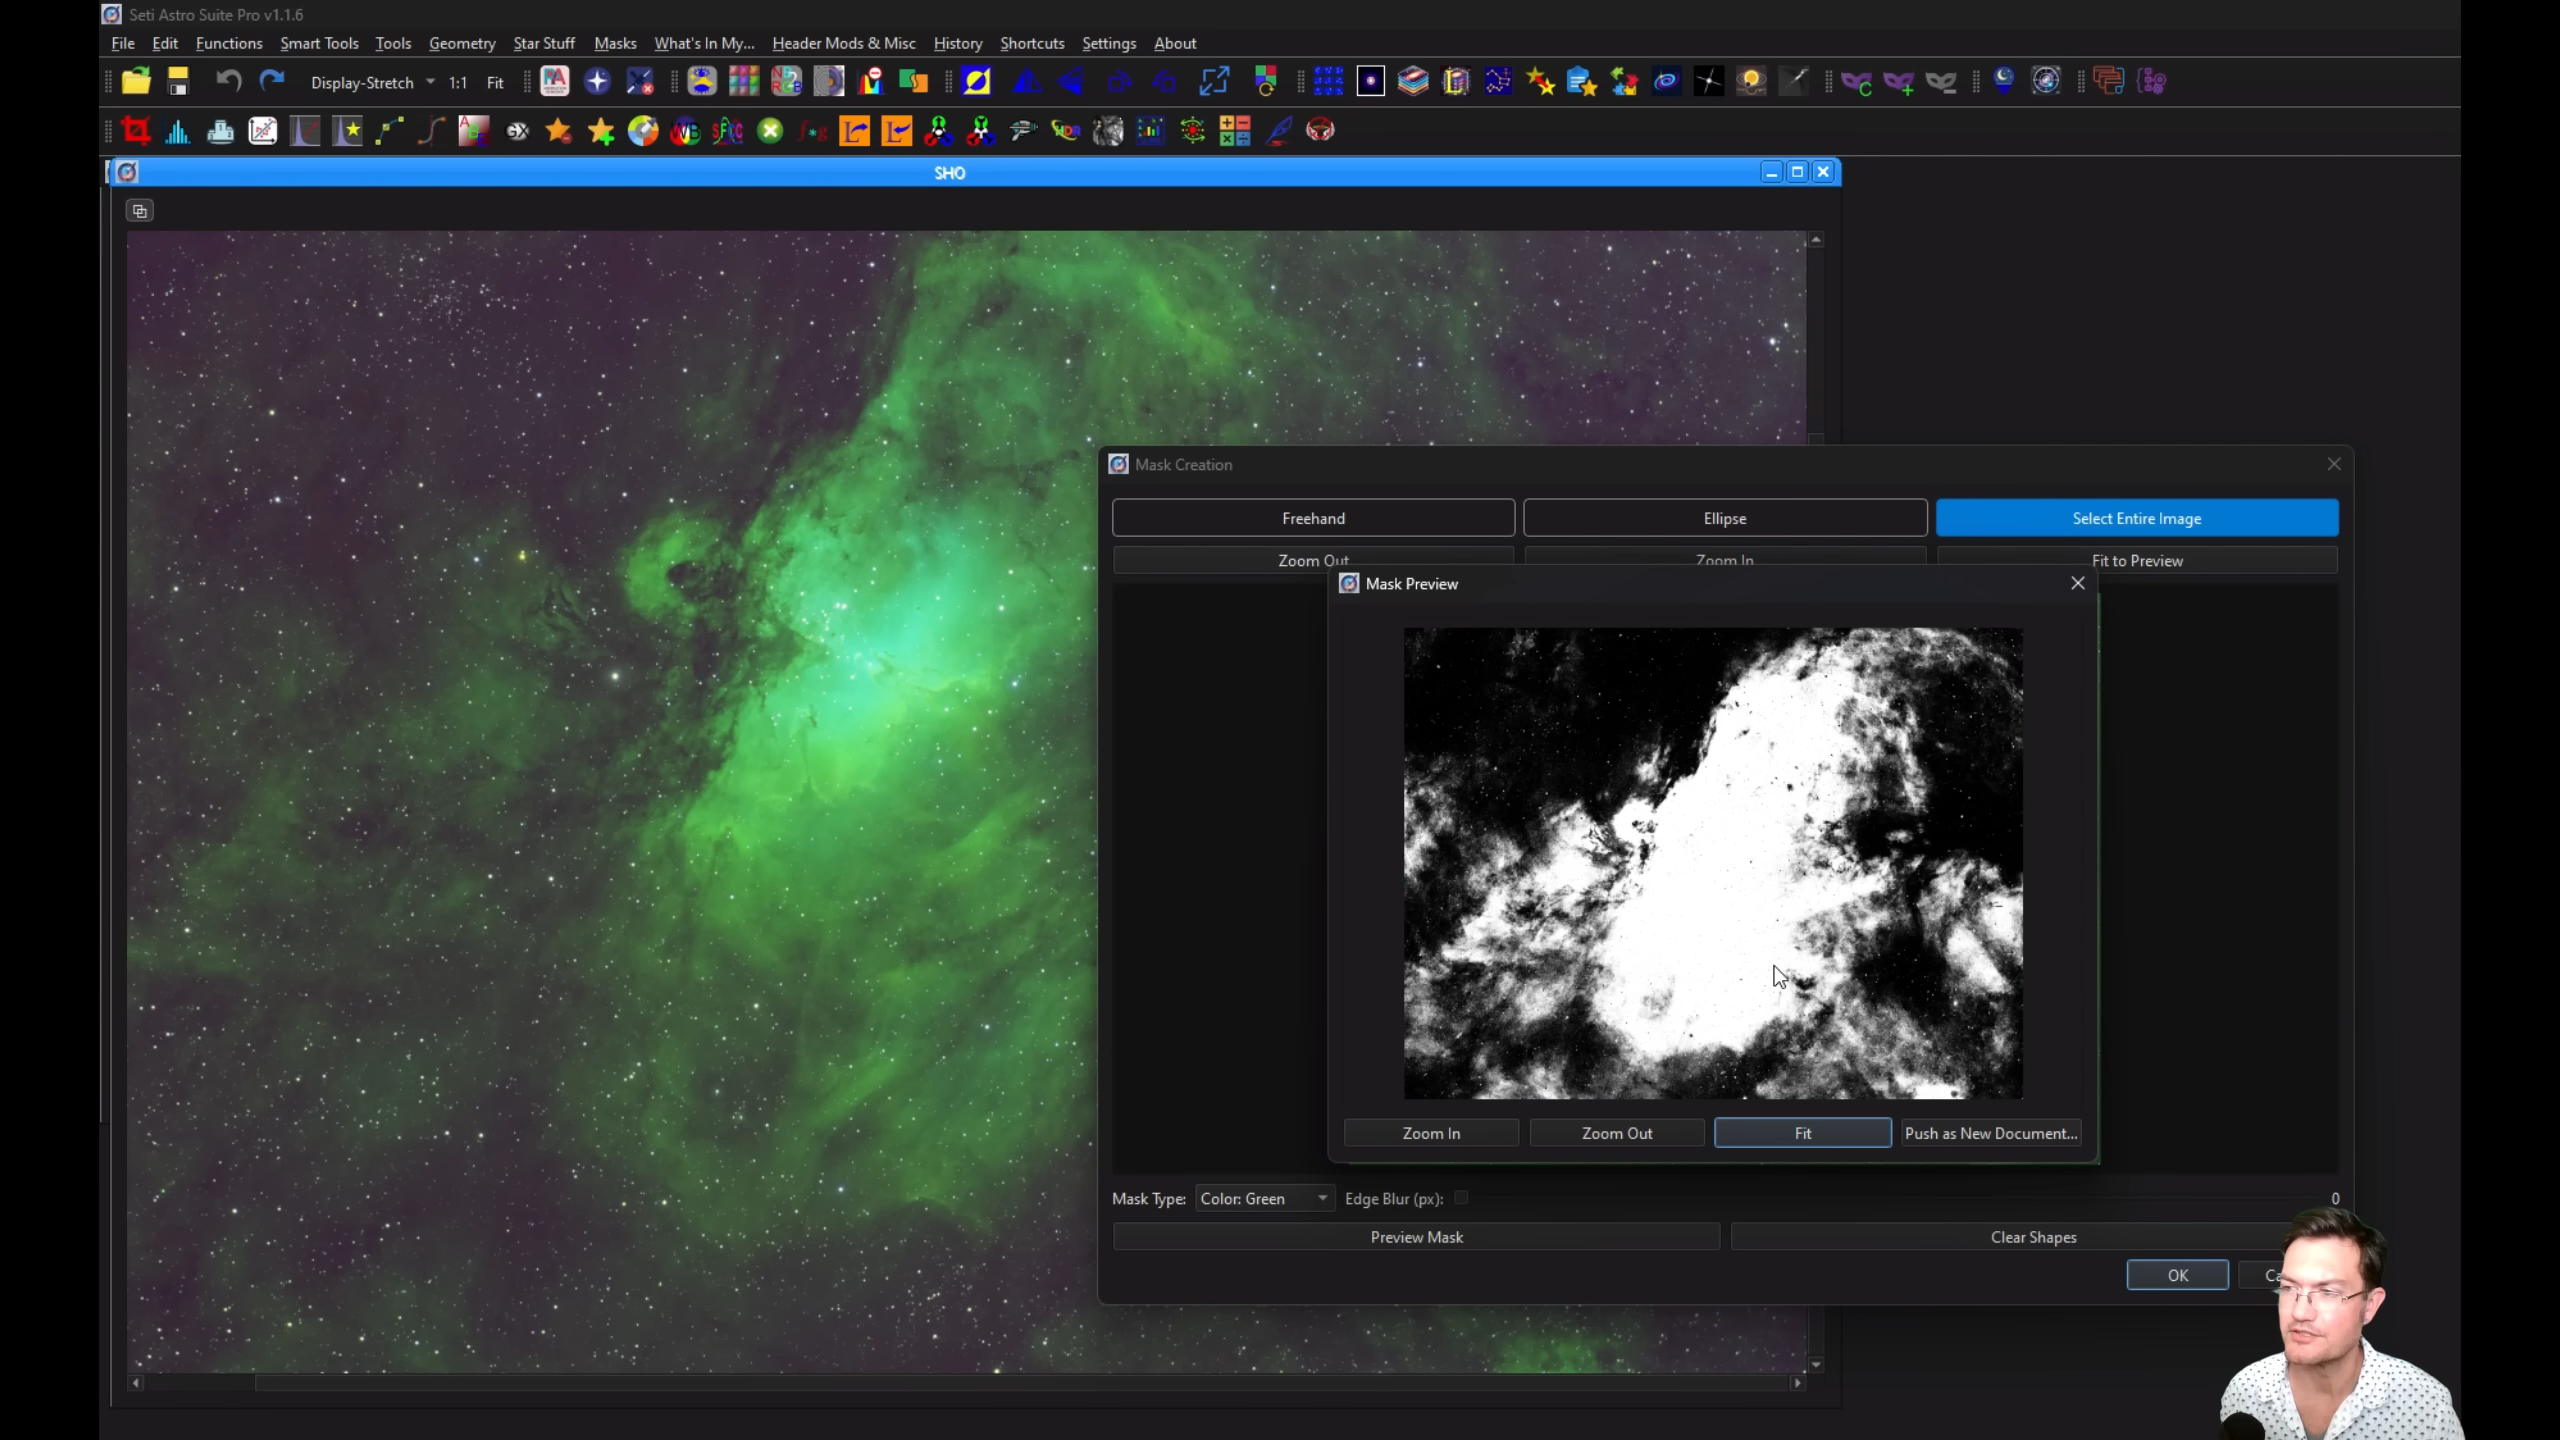 Seti Astro Suite Pro v1.1.6
File Edit Functions Smart Tools Tools Geometry Star Stuff Masks What's In My... Header Mods & Misc History Shortcuts Settings About
Display-Stretch 1:1 Fit
SHO
Mask Creation
Freehand Ellipse Select Entire Image
Zoom Out Zoom In Fit to Preview
Mask Preview
Zoom In Zoom Out Fit Push as New Document...
Mask Type: Color: Green Edge Blur (px): 0
Preview Mask Clear Shapes
OK